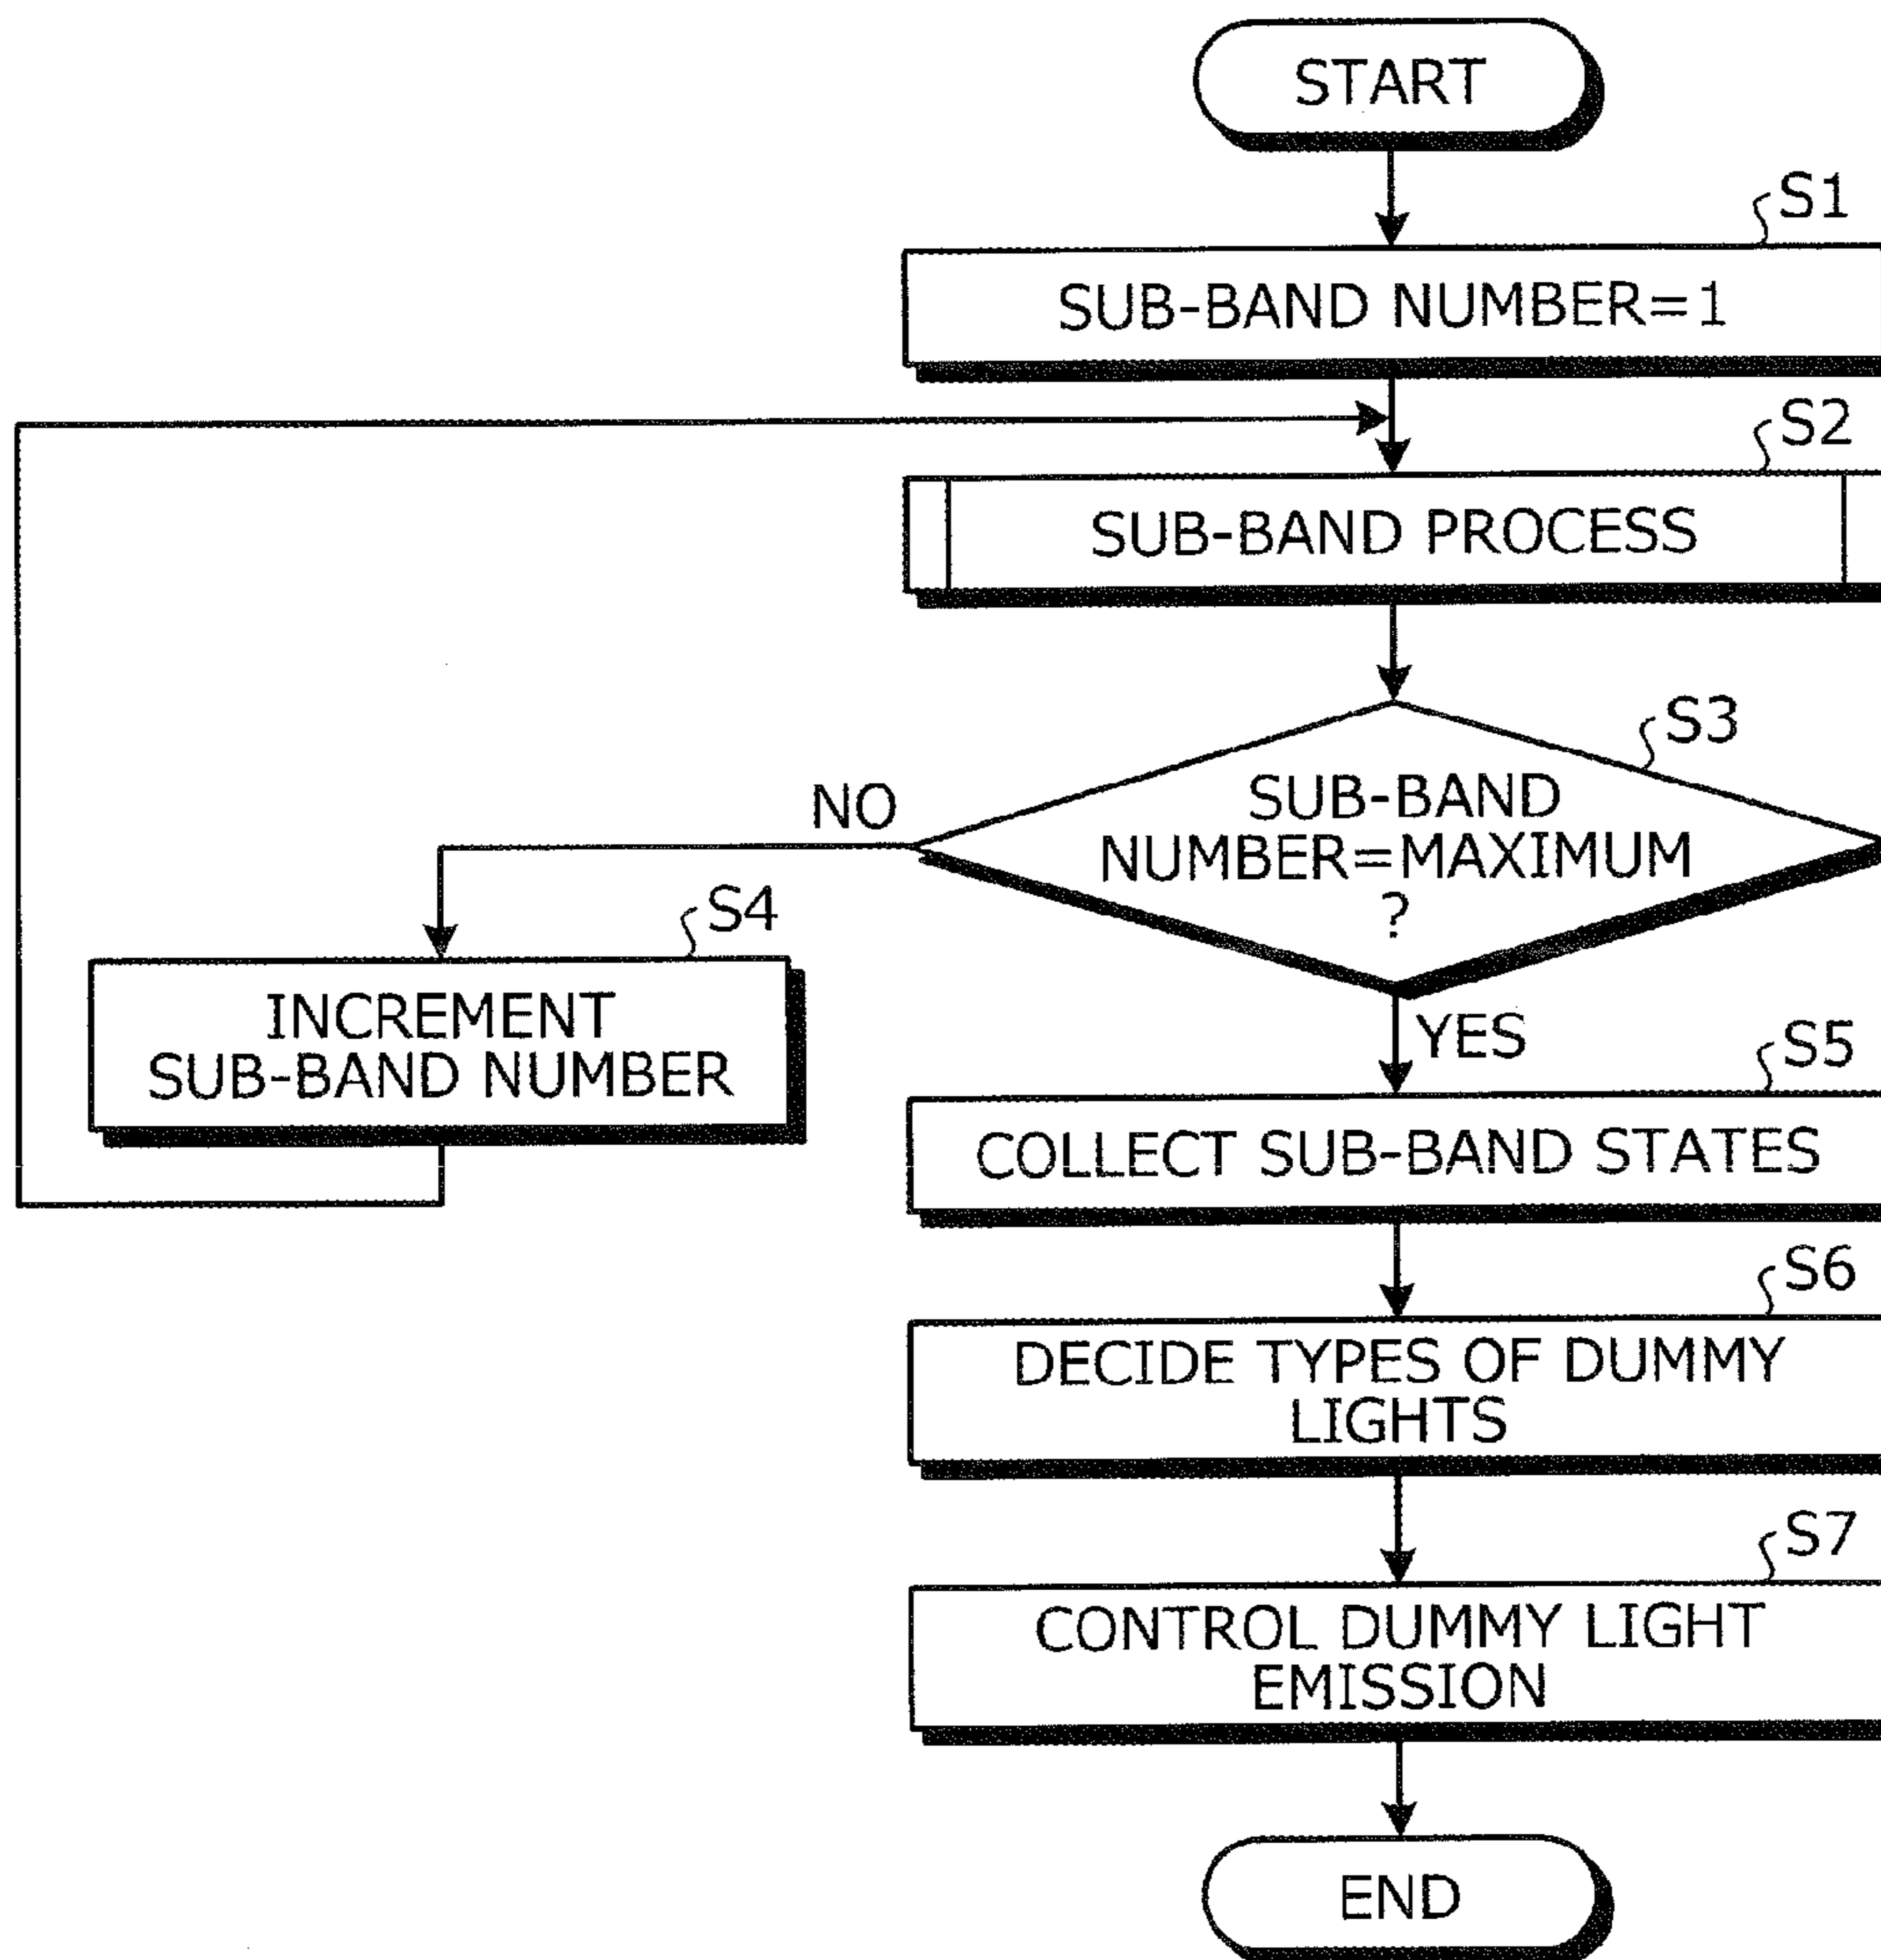 START
S1
SUB-BAND NUMBER=1
S2
SUB-BAND PROCESS
S3
SUB-BAND
NUMBER=MAXIMUM
?
NO
S4
INCREMENT
SUB-BAND NUMBER
YES
S5
COLLECT SUB-BAND STATES
S6
DECIDE TYPES OF DUMMY
LIGHTS
S7
CONTROL DUMMY LIGHT
EMISSION
END